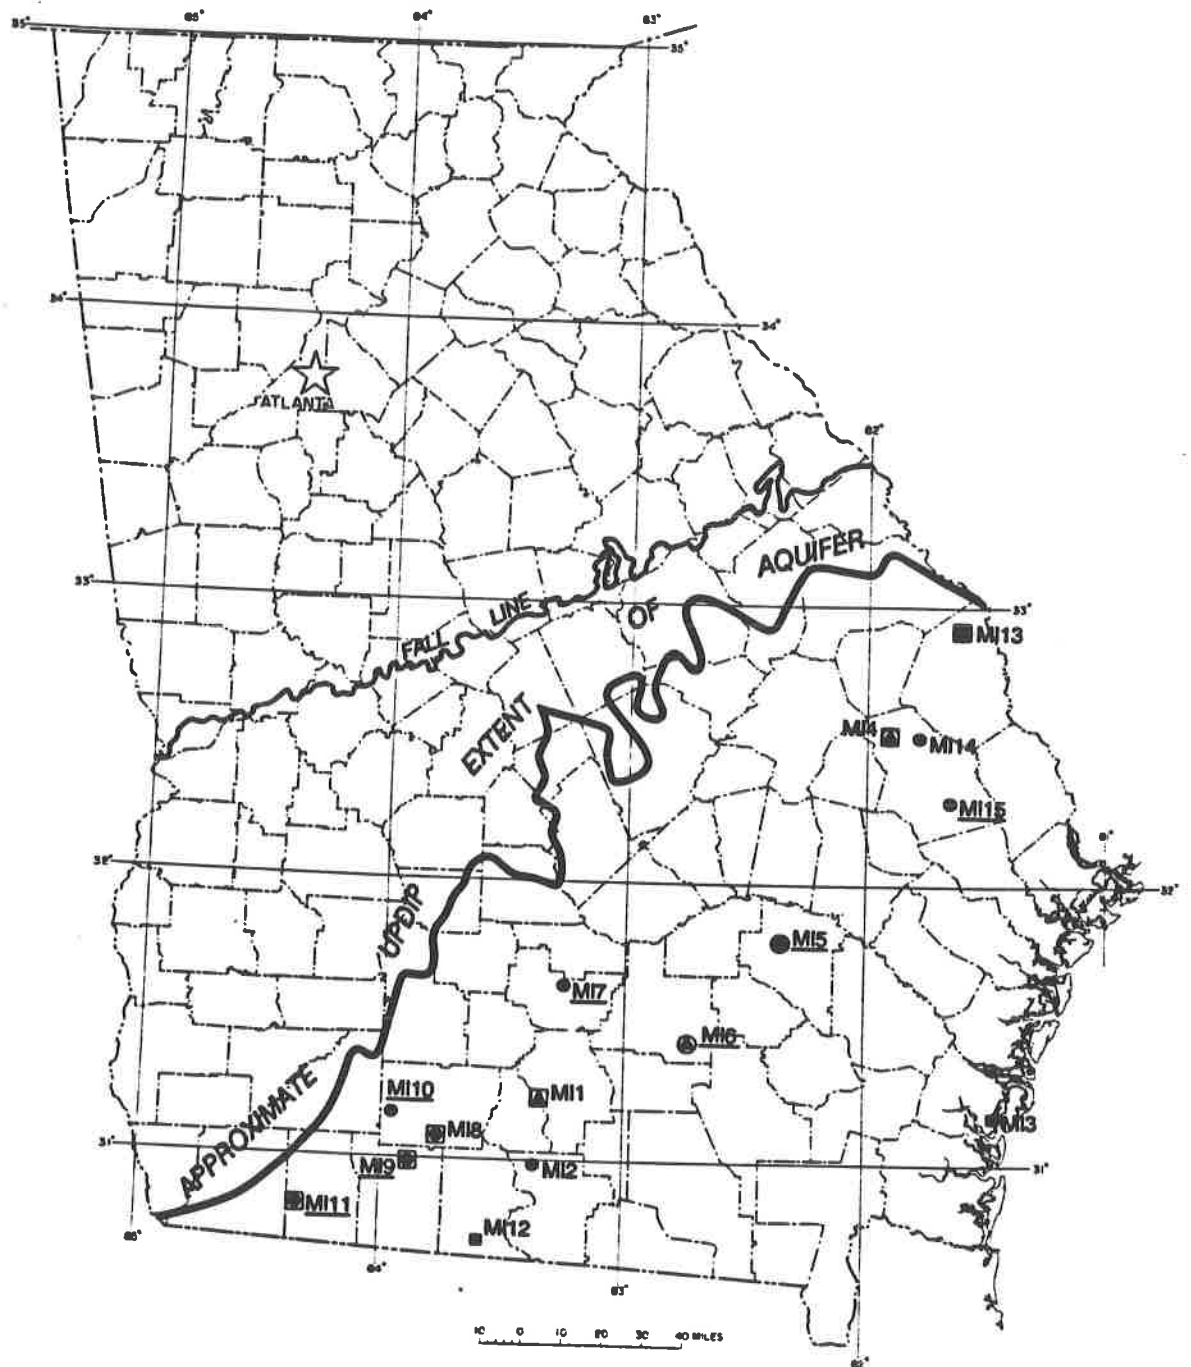 85° 84° 83°
35° 35°
34° 34°
ATLANTA
82°
AQUIFER
33° 33°
OF
LINE
FALL
MI13
EXTENT
MI4 MI14
MI15
81°
32° 32°
UPDIP
MI5
MI7
MI6
APPROXIMATE
MI10 MI1
MI8 MI3
31° 31°
MI9 MI2
MI11
MI12
85°
84°
83°
10 0 10 20 30 40 MILES
82°